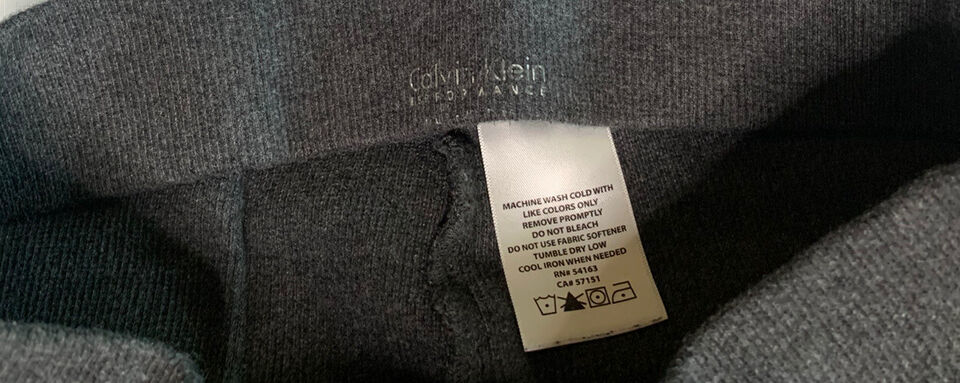 Calvin Klein
PERFORMANCE
MACHINE WASH COLD WITH
LIKE COLORS ONLY
REMOVE PROMPTLY
DO NOT BLEACH
DO NOT USE FABRIC SOFTENER
TUMBLE DRY LOW
COOL IRON WHEN NEEDED
RN# 54163
CA# 57151